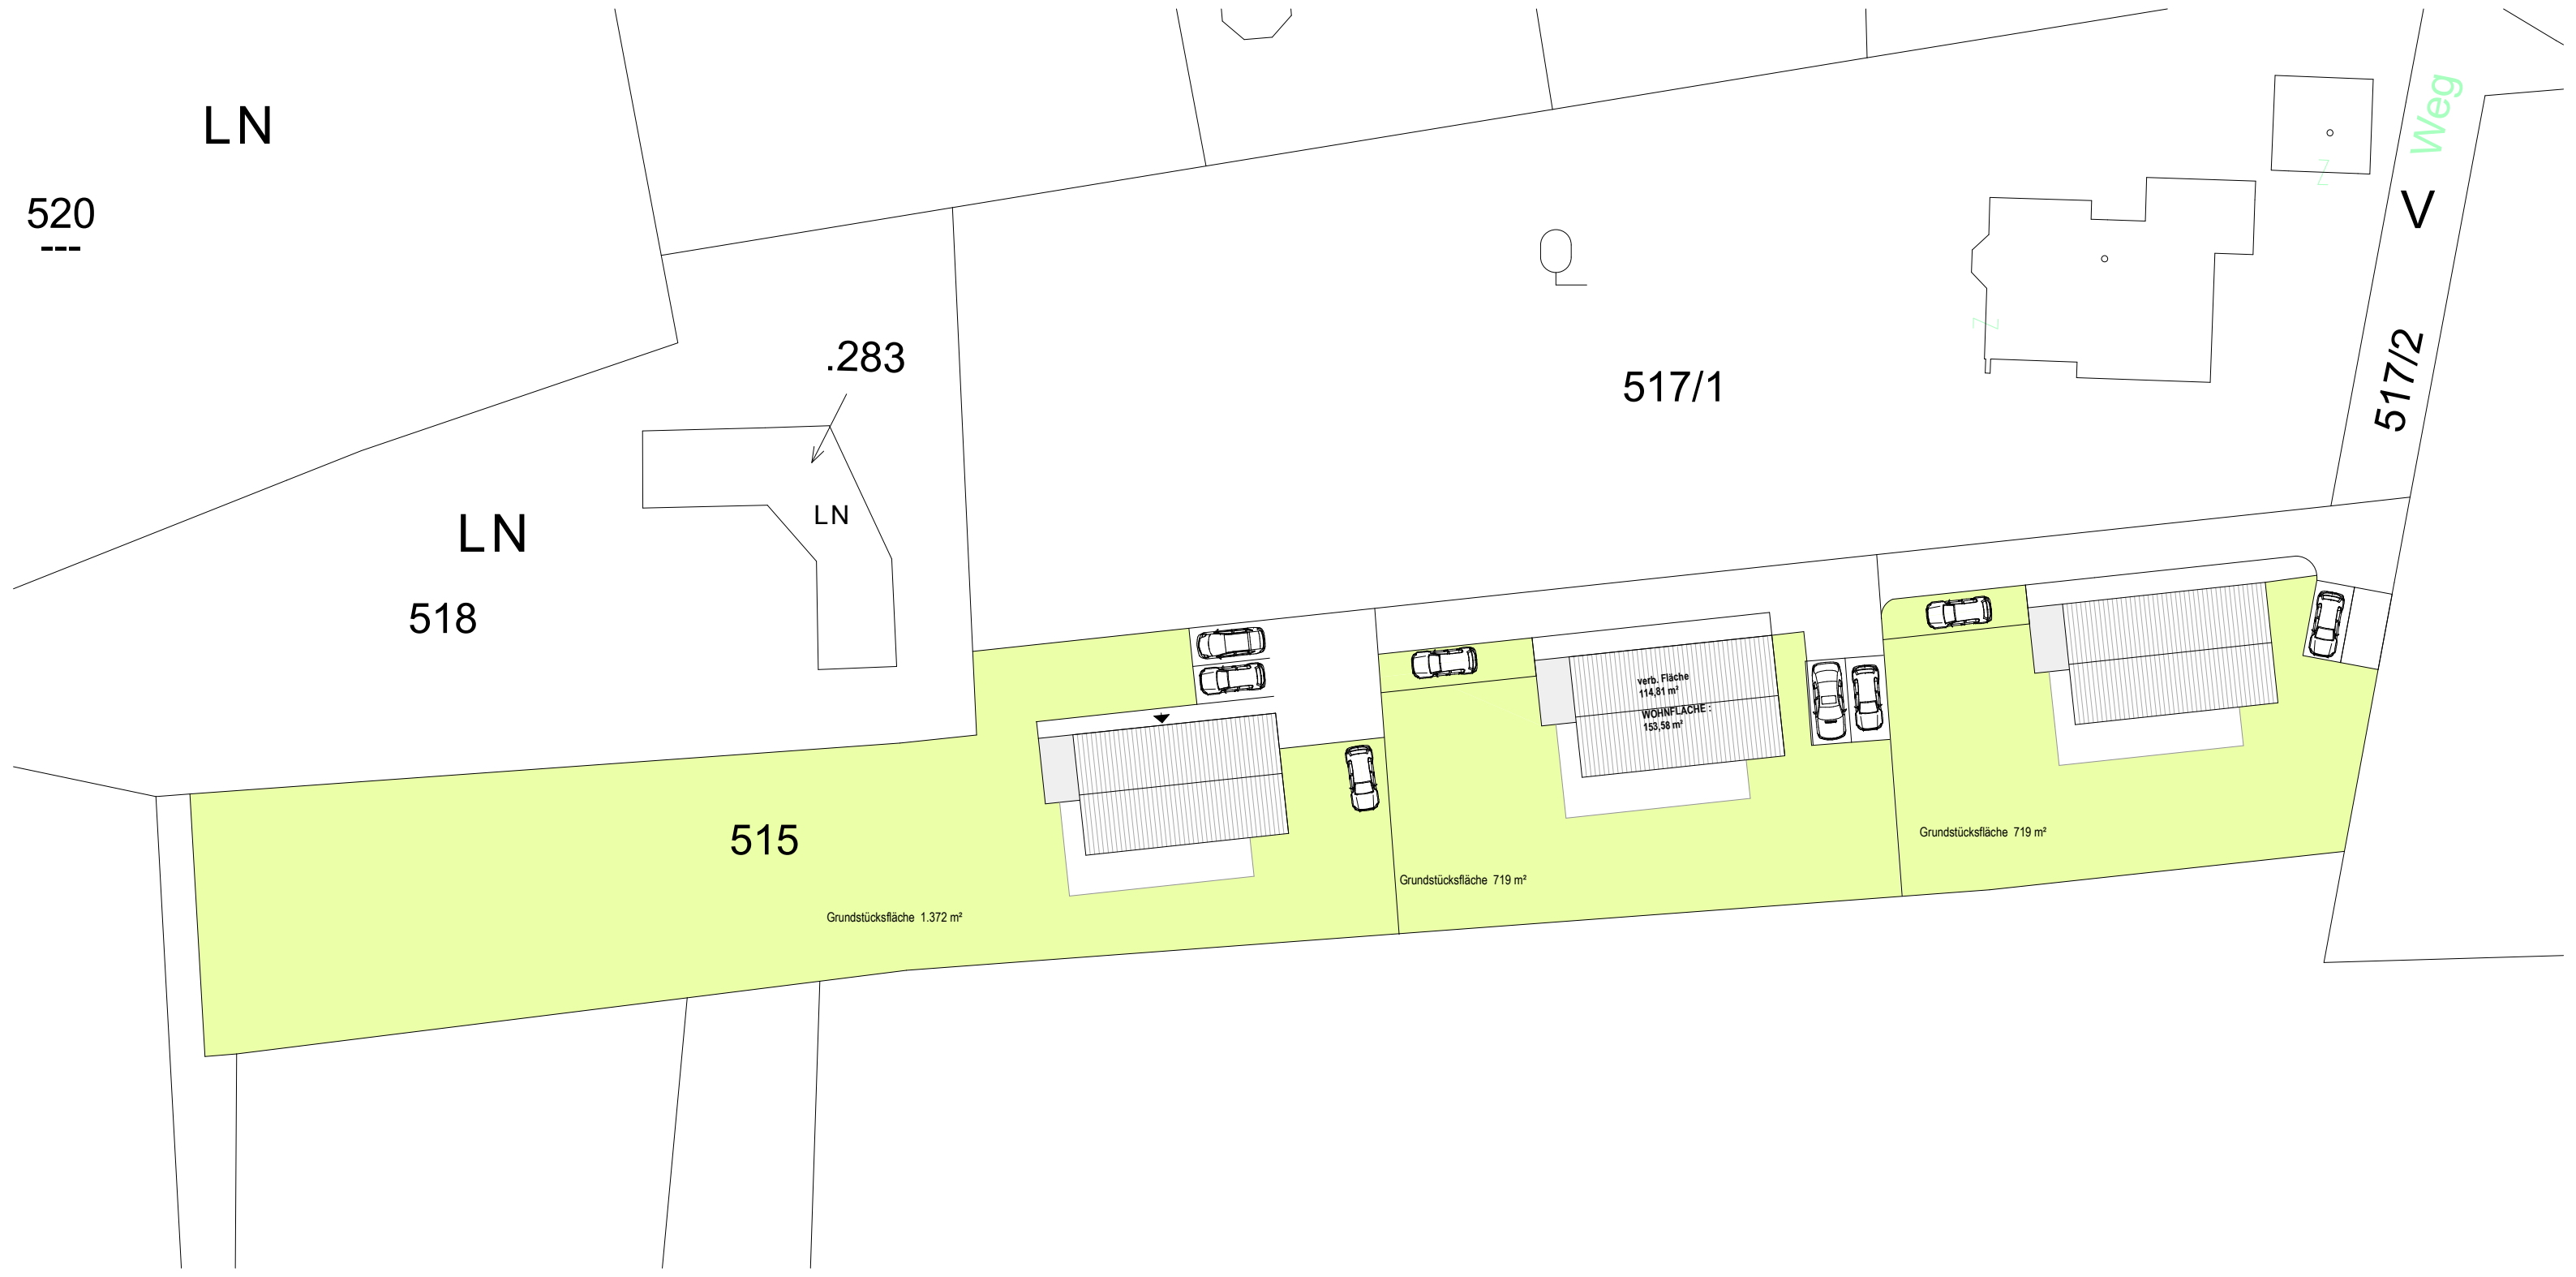 LN
Weg
V
520
---
Z
Z
.283
517/1
517/2
LN
LN
518
verb. Fläche
114,81 m²
WOHNFLÄCHE :
153,58 m²
515
Grundstücksfläche 719 m²
Grundstücksfläche 719 m²
Grundstücksfläche 1.372 m²